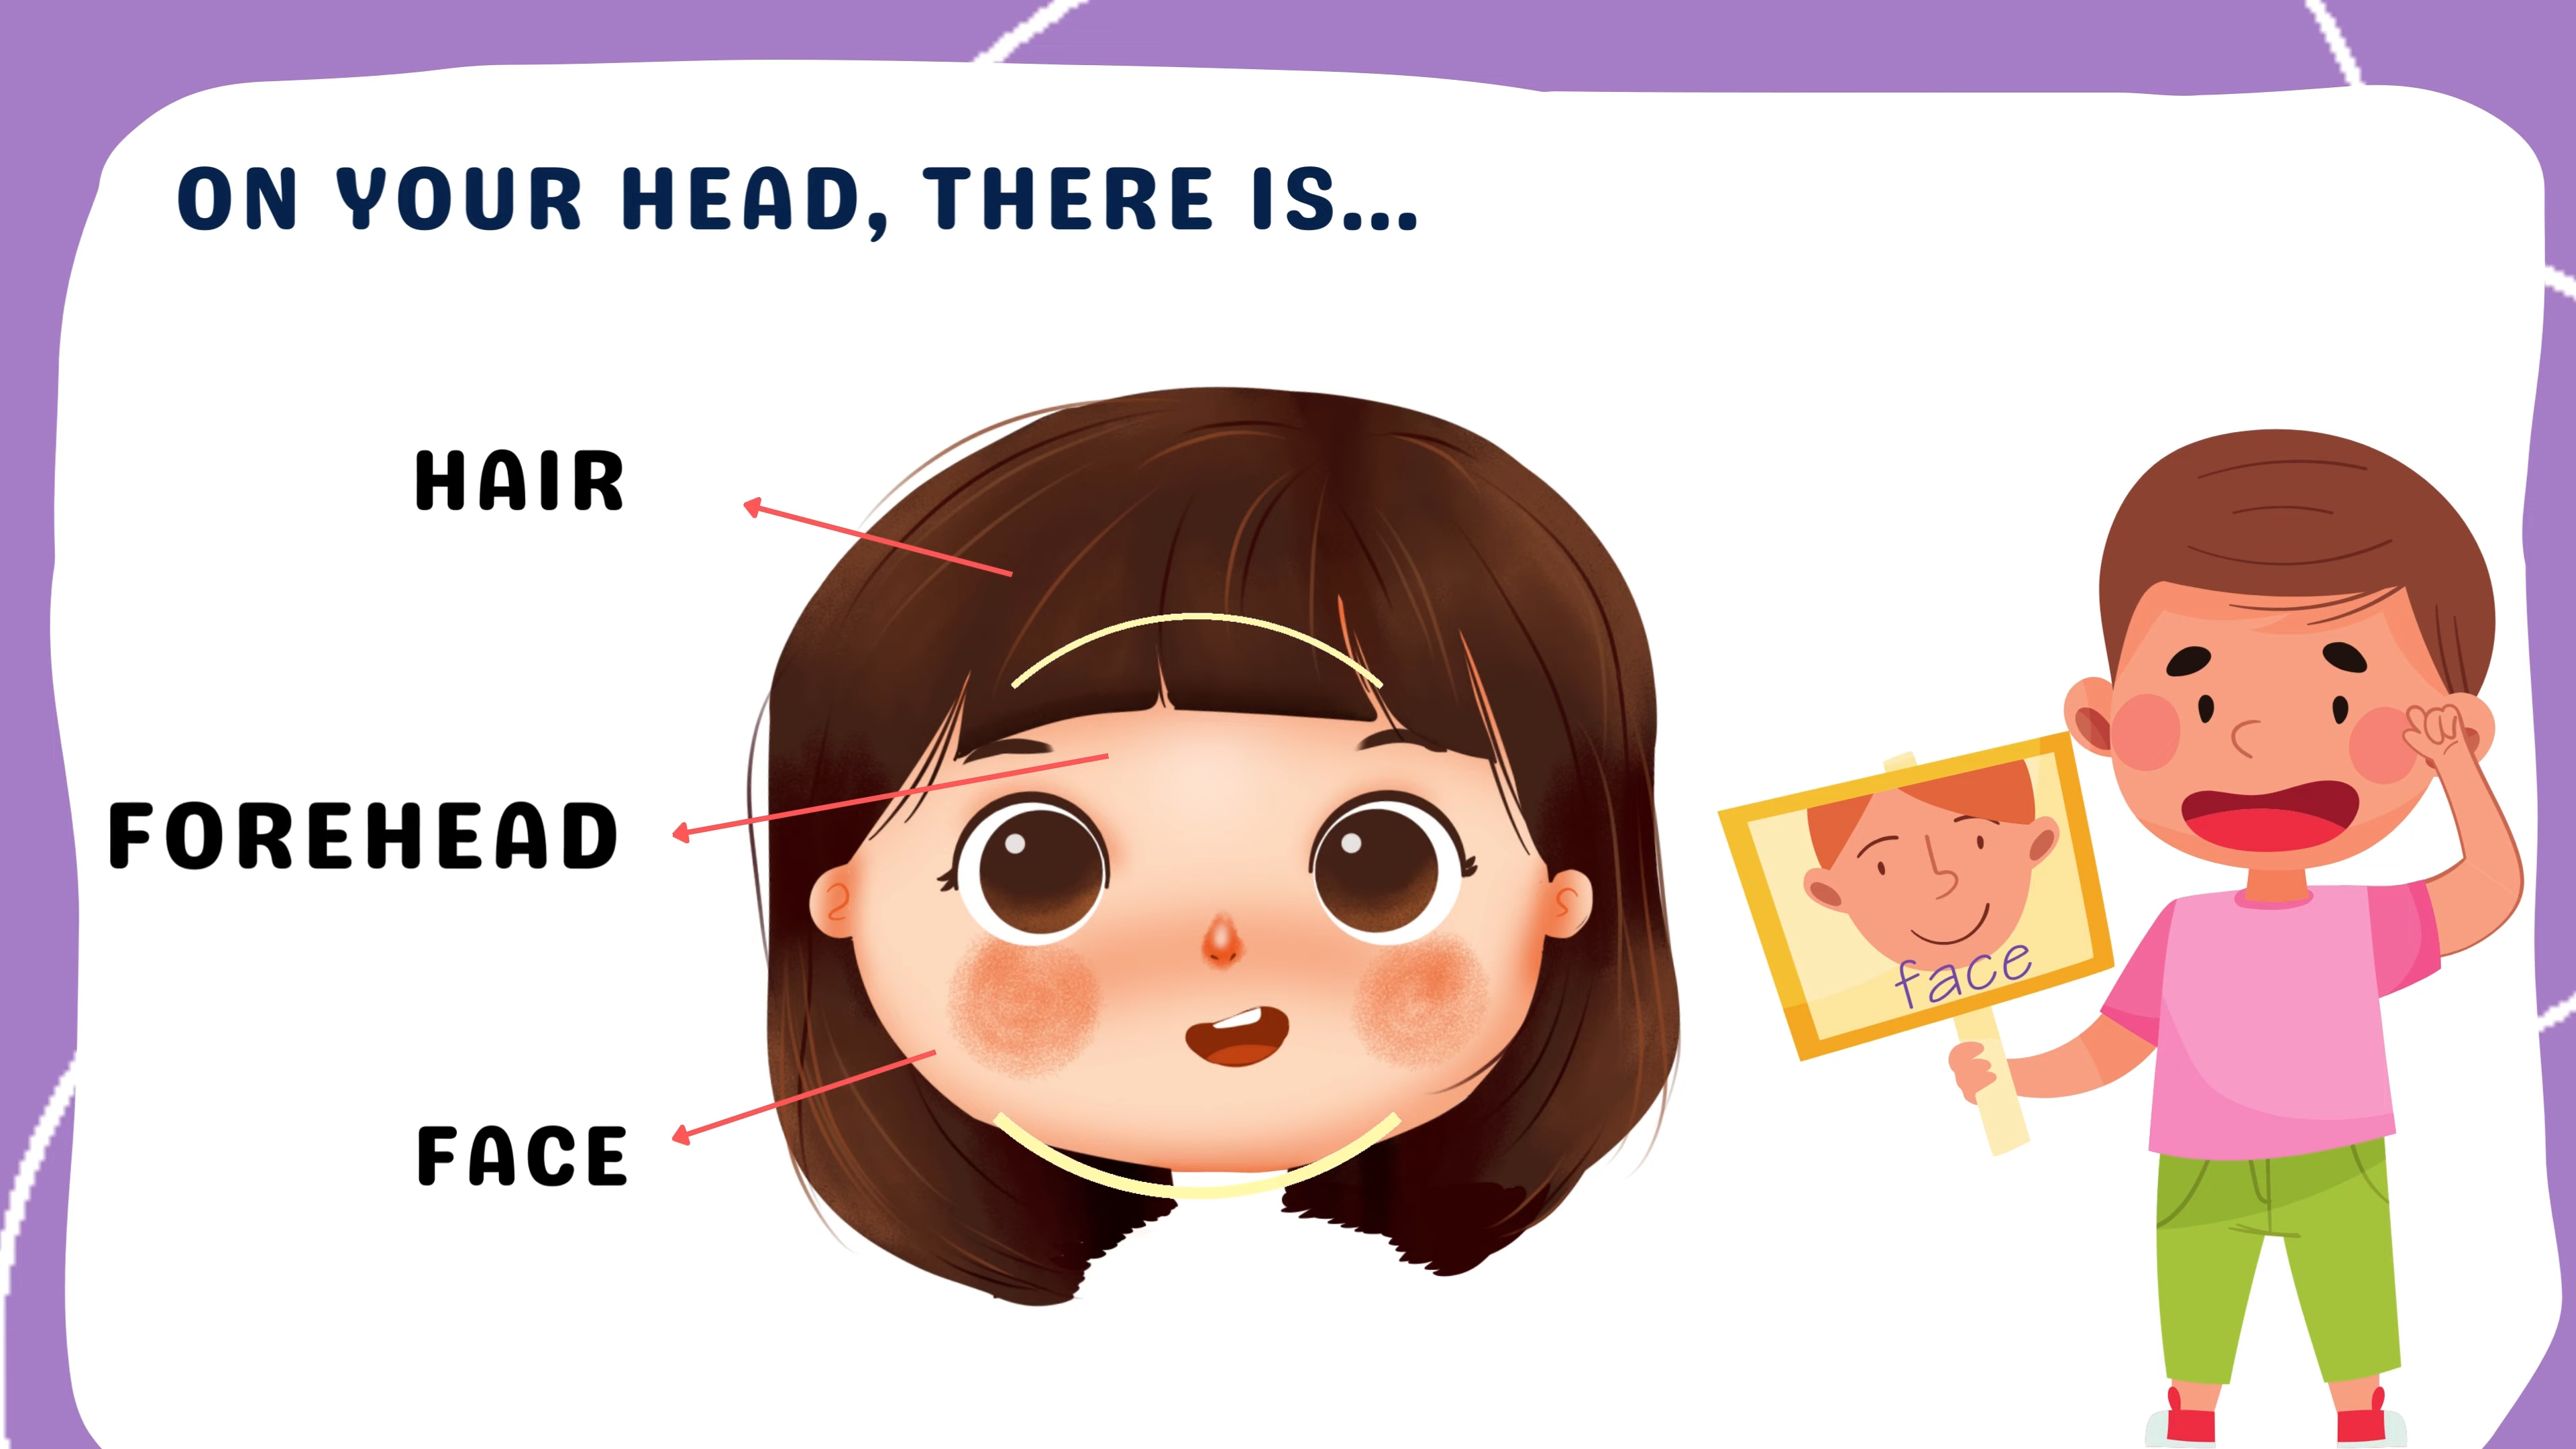 ON YOUR HEAD, THERE IS...
HAIR
FOREHEAD
FACE
face